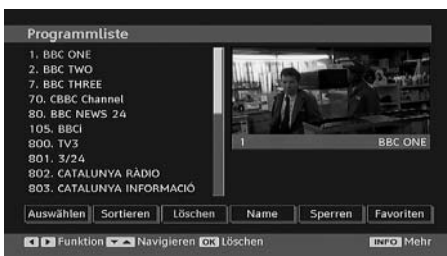 Programmliste
1. BBC ONE
2. BBC TWO
7. BBC THREE
70. CBBC Channel
80. BBC NEWS 24
105. BBCi
800. TV3
801. 3/24
802. CATALUNYA RÀDIO
803. CATALUNYA INFORMACIÓ
1 BBC ONE
Auswählen Sortieren Löschen Name Sperren Favoriten
Funktion Navigieren OK Löschen INFO Mehr